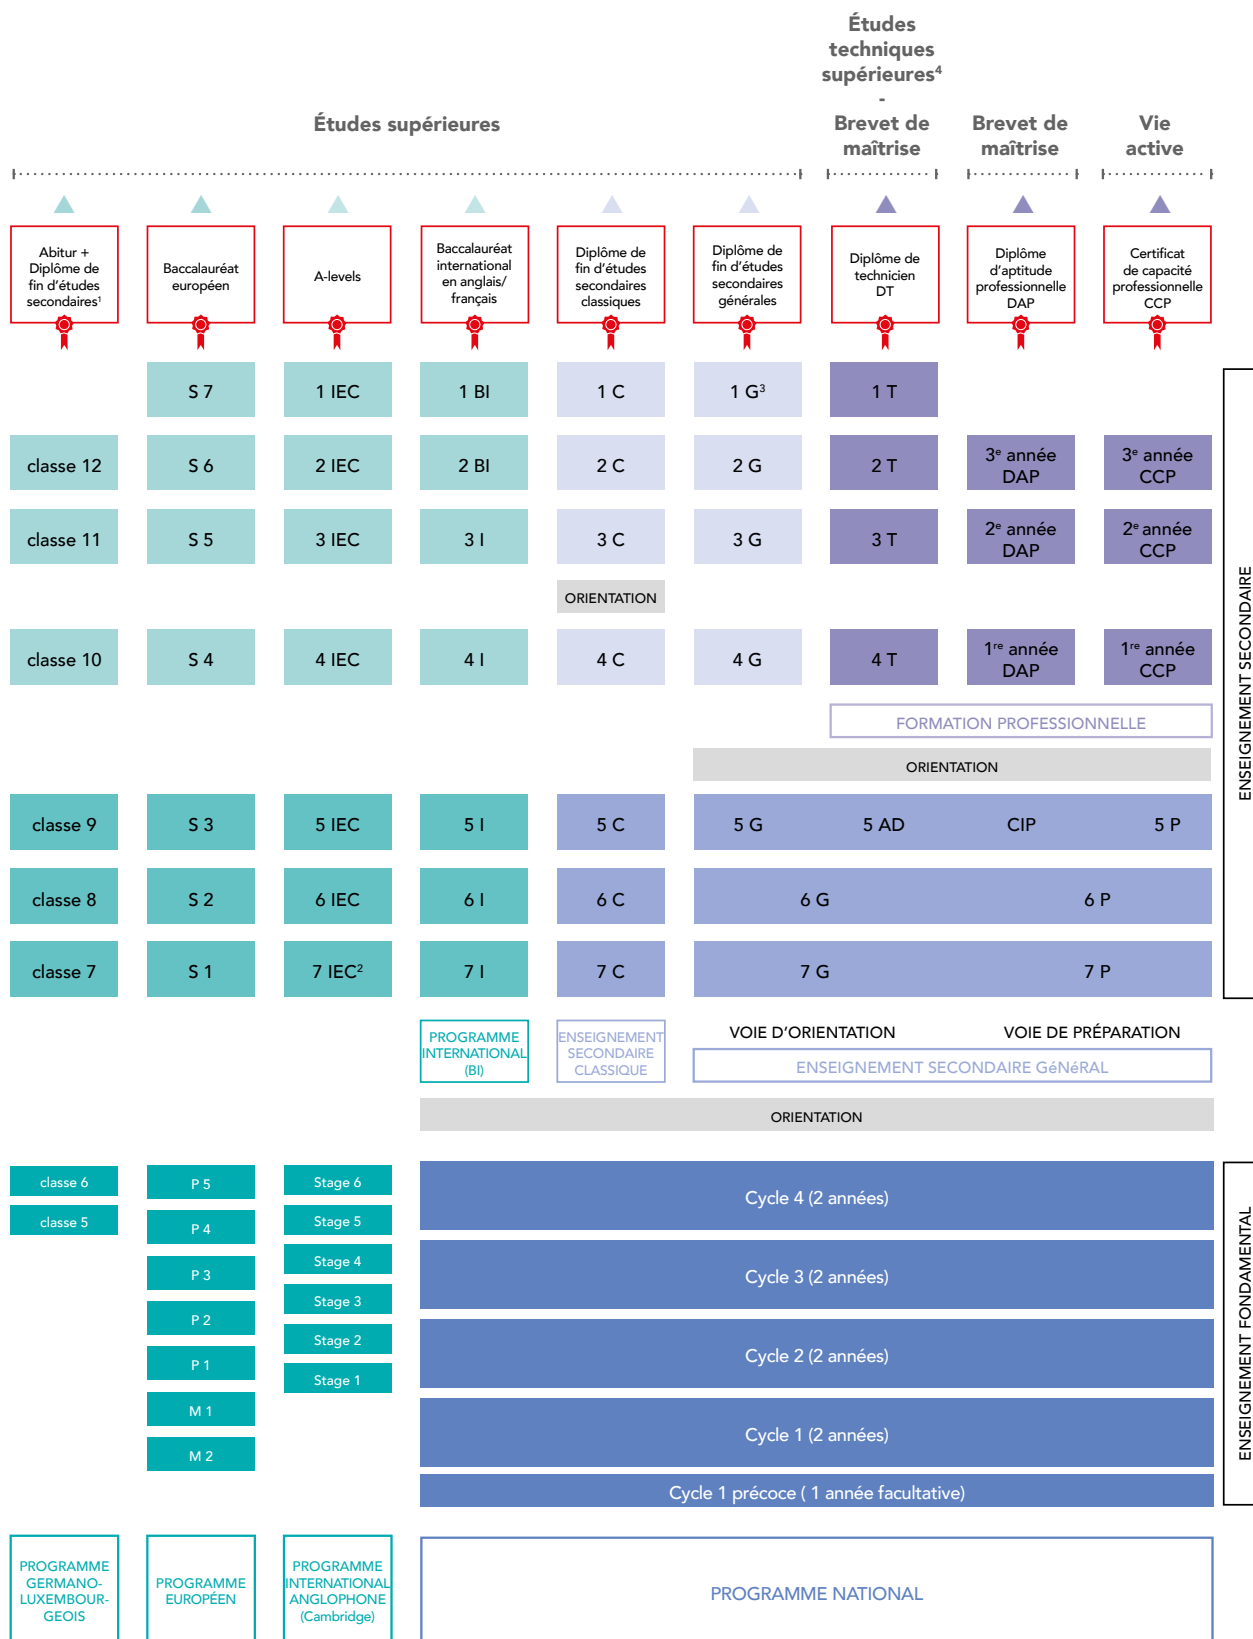 Études
techniques
supérieures⁴
-
Études supérieures
Brevet de
maîtrise
Brevet de
maîtrise
Vie
active
Abitur +
Diplôme de
fin d'études
secondaires¹
Baccalauréat
européen
A-levels
Baccalauréat
international
en anglais/
français
Diplôme de
fin d'études
secondaires
classiques
Diplôme de
fin d'études
secondaires
générales
Diplôme de
technicien
DT
Diplôme
d'aptitude
professionnelle
DAP
Certificat
de capacité
professionnelle
CCP
S 7
1 IEC
1 BI
1 C
1 G³
1 T
classe 12
S 6
2 IEC
2 BI
2 C
2 G
2 T
3ᵉ année
DAP
3ᵉ année
CCP
classe 11
S 5
3 IEC
3 I
3 C
3 G
3 T
2ᵉ année
DAP
2ᵉ année
CCP
ORIENTATION
classe 10
S 4
4 IEC
4 I
4 C
4 G
4 T
1ʳᵉ année
DAP
1ʳᵉ année
CCP
FORMATION PROFESSIONNELLE
ORIENTATION
classe 9
S 3
5 IEC
5 I
5 C
5 G
5 AD
CIP
5 P
classe 8
S 2
6 IEC
6 I
6 C
6 G
6 P
classe 7
S 1
7 IEC²
7 I
7 C
7 G
7 P
ENSEIGNEMENT SECONDAIRE
PROGRAMME
INTERNATIONAL
(BI)
ENSEIGNEMENT
SECONDAIRE
CLASSIQUE
VOIE D'ORIENTATION
VOIE DE PRÉPARATION
ENSEIGNEMENT SECONDAIRE GéNéRAL
ORIENTATION
classe 6
classe 5
P 5
P 4
P 3
P 2
P 1
M 1
M 2
Stage 6
Stage 5
Stage 4
Stage 3
Stage 2
Stage 1
Cycle 4 (2 années)
Cycle 3 (2 années)
Cycle 2 (2 années)
Cycle 1 (2 années)
Cycle 1 précoce ( 1 année facultative)
ENSEIGNEMENT FONDAMENTAL
PROGRAMME
GERMANO-
LUXEMBOUR-
GEOIS
PROGRAMME
EUROPÉEN
PROGRAMME
INTERNATIONAL
ANGLOPHONE
(Cambridge)
PROGRAMME NATIONAL